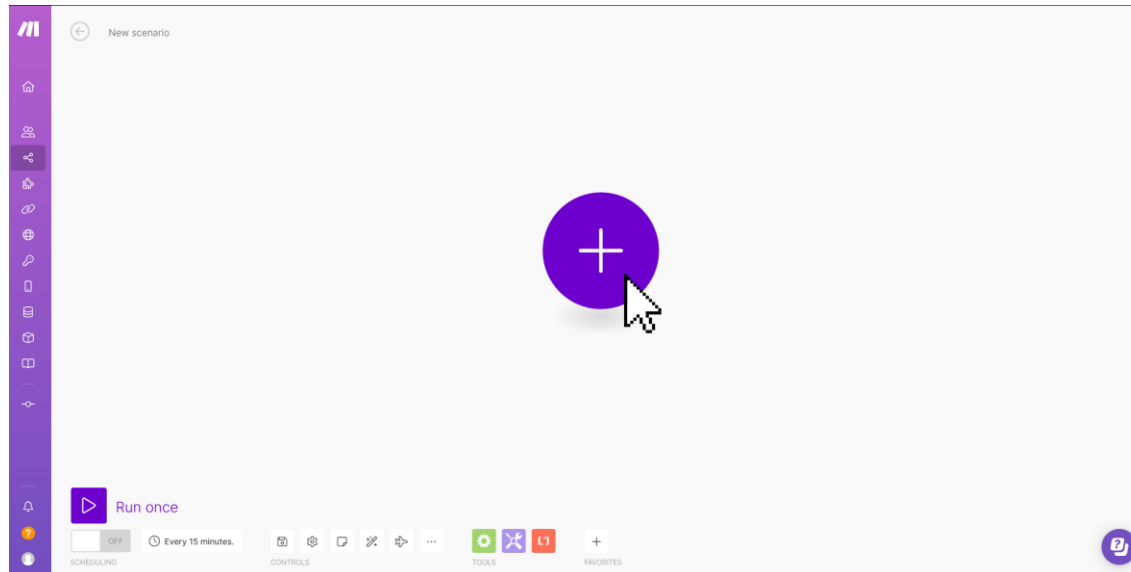 New scenario
Run once
OFF
Every 15 minutes.
SCHEDULING
CONTROLS
TOOLS
FAVORITES